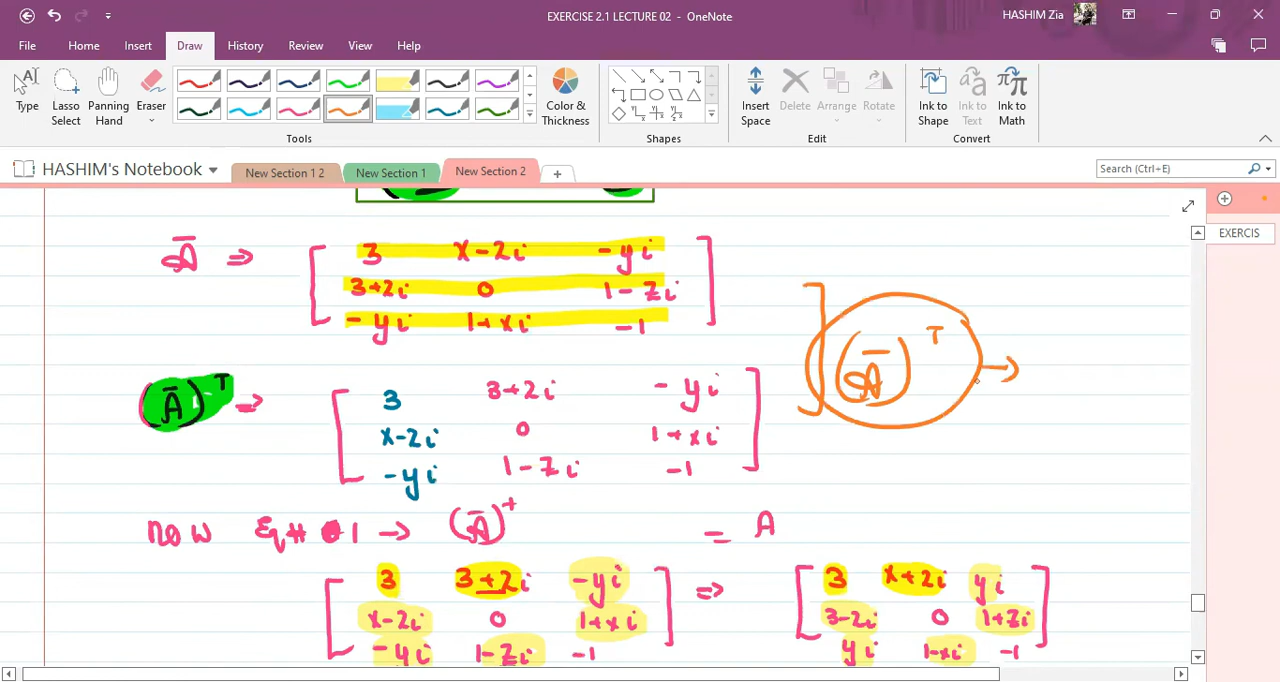 EXERCISE 2.1 LECTURE 02 - OneNote
HASHIM Zia
File Home Insert Draw History Review View Help
Type
Lasso Select
Panning Hand
Eraser
Color & Thickness
Insert Space
Delete
Arrange
Rotate
Ink to Shape
Ink to Text
Ink to Math
Tools
Shapes
Edit
Convert
HASHIM's Notebook
New Section 1 2
New Section 1
New Section 2
Search (Ctrl+E)
EXERCIS
Ā ⇒ [ 3 x-2i -yi
3+2i 0 1-zi
-yi 1+xi -1 ]
(Ā)ᵀ → [ 3 3+2i -yi
x-2i 0 1+xi
-yi 1-zi -1 ]
] (Ā)ᵀ →
Now Eq# 1 → (Ā)ᵗ = A
[ 3 3+2i -yi ⇒ [ 3 x+2i yi
x-2i 0 1+xi ] 3-2i 0 1+zi ]
-yi 1-zi -1 yi 1-xi -1